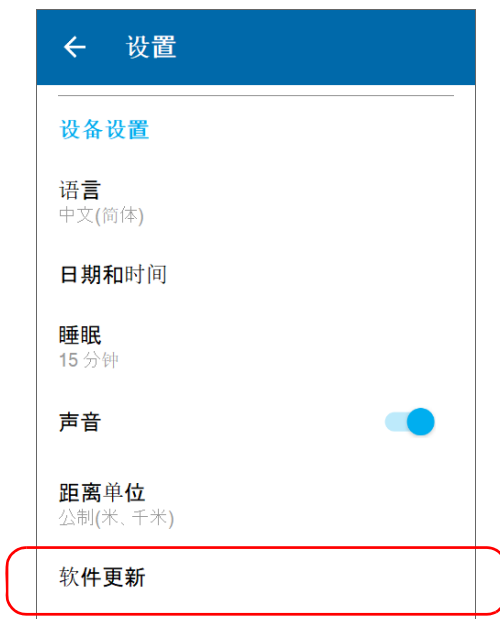 设置
设备设置
语言
中文(简体)
日期和时间
睡眠
15 分钟
声音
距离单位
公制(米、千米)
软件更新